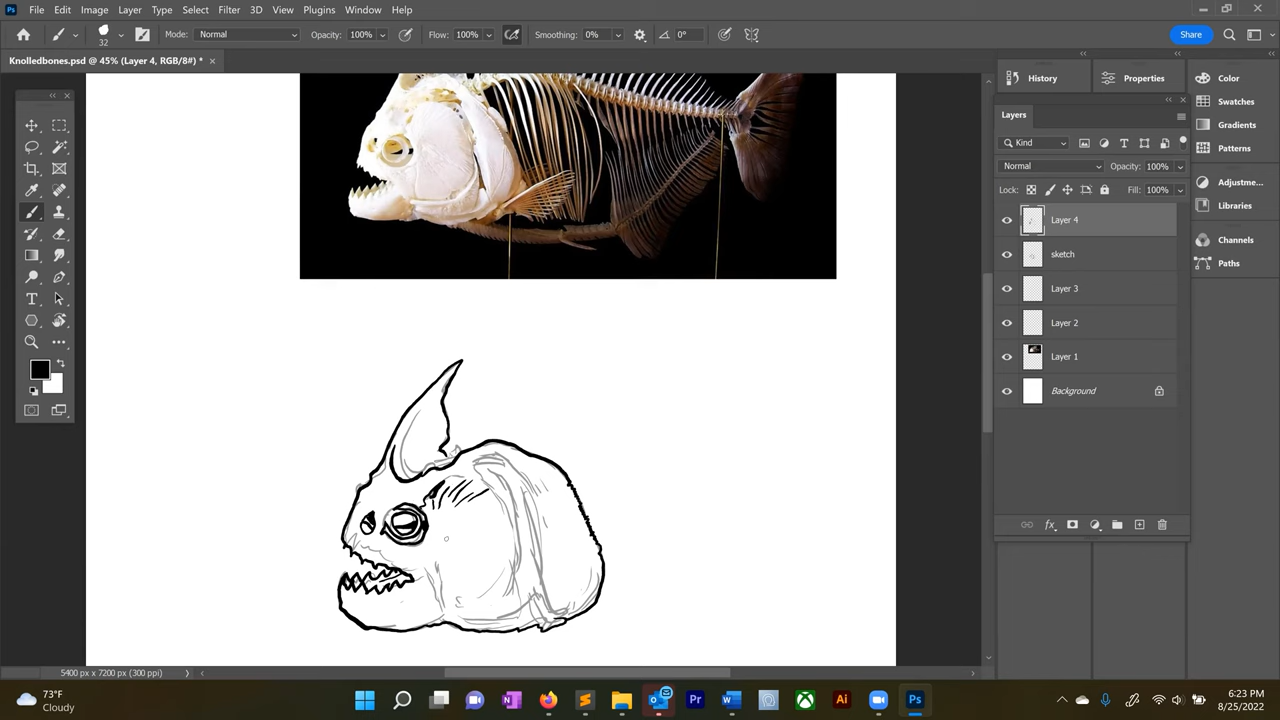 File Edit Image Layer Type Select Filter 3D View Plugins Window Help
32 Mode: Normal Opacity: 100% Flow: 100% Smoothing: 0% 0° Share
Knolledbones.psd @ 45% (Layer 4, RGB/8#) *
History Properties Color
Swatches
Gradients
Patterns
Adjustme...
Libraries
Channels
Paths
Layers
Kind
Normal Opacity: 100%
Lock: Fill: 100%
Layer 4
sketch
Layer 3
Layer 2
Layer 1
Background
fx
5400 px x 7200 px (300 ppi)
73°F
Cloudy
6:23 PM
8/25/2022